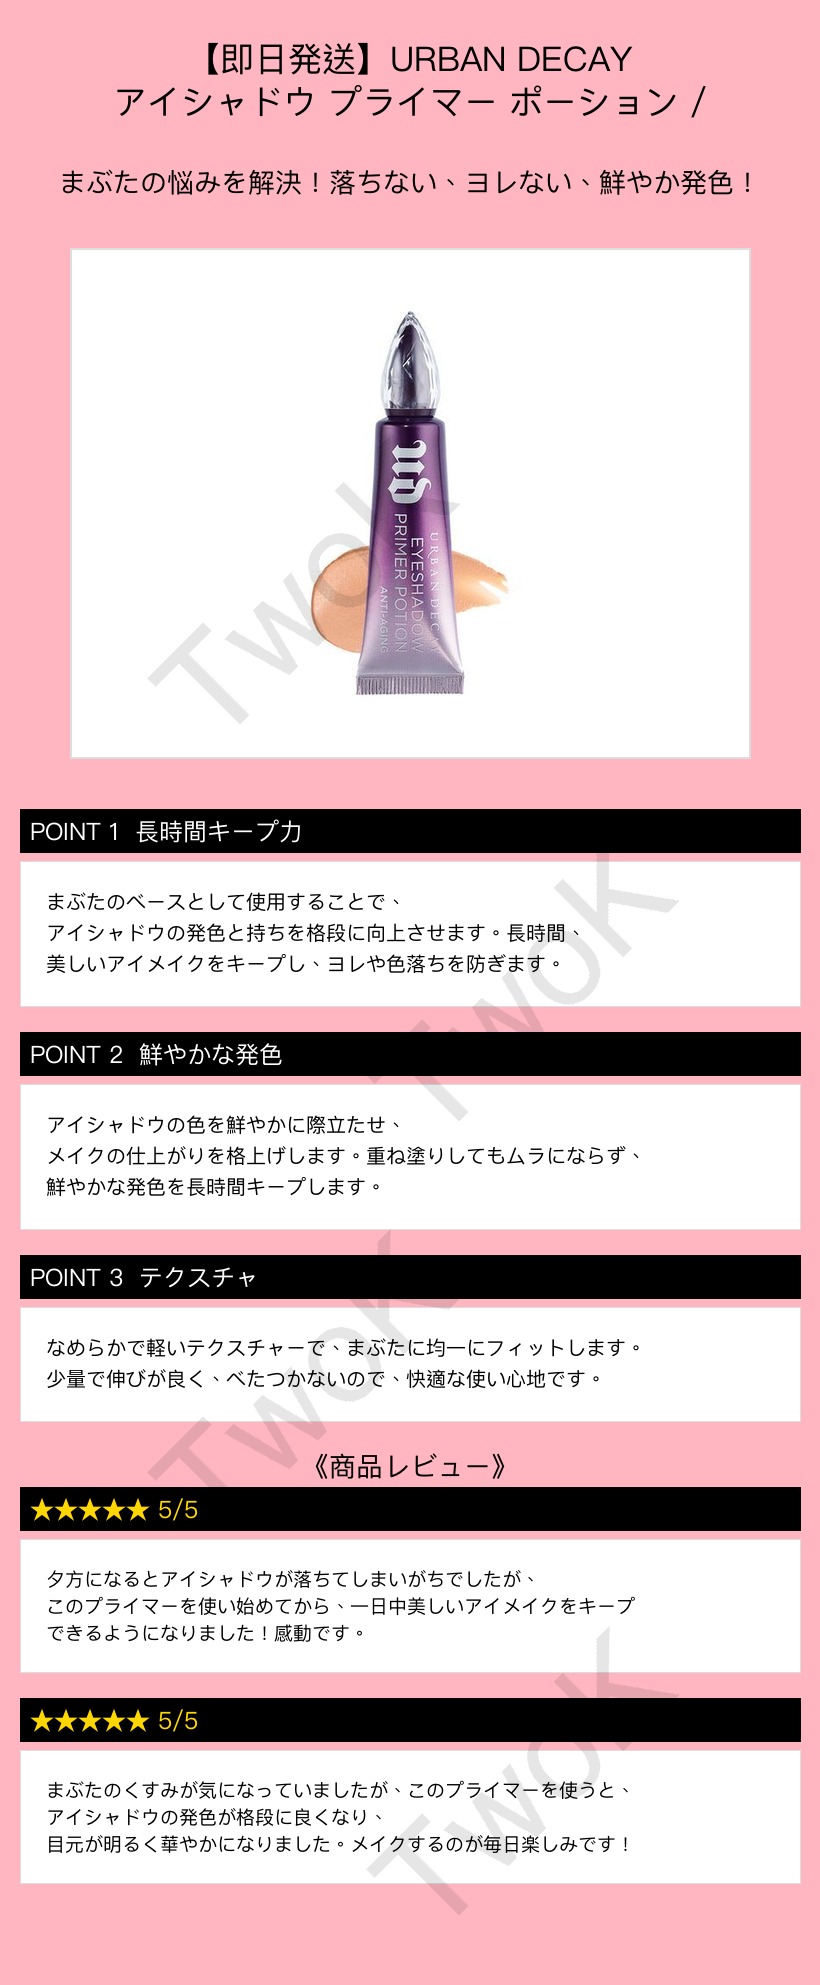 【即日発送】URBAN DECAY
アイシャドウ プライマー ポーション /
まぶたの悩みを解決！落ちない、ヨレない、鮮やか発色！
UD
URBAN DECAY
EYESHADOW
PRIMER POTION
ANTI-AGING
TwoK
POINT 1 長時間キープ力
まぶたのベースとして使用することで、
アイシャドウの発色と持ちを格段に向上させます。長時間、
美しいアイメイクをキープし、ヨレや色落ちを防ぎます。
TwoK
POINT 2 鮮やかな発色
アイシャドウの色を鮮やかに際立たせ、
メイクの仕上がりを格上げします。重ね塗りしてもムラにならず、
鮮やかな発色を長時間キープします。
POINT 3 テクスチャ
なめらかで軽いテクスチャーで、まぶたに均一にフィットします。
少量で伸びが良く、べたつかないので、快適な使い心地です。
TwoK
《商品レビュー》
★★★★★ 5/5
夕方になるとアイシャドウが落ちてしまいがちでしたが、
このプライマーを使い始めてから、一日中美しいアイメイクをキープ
できるようになりました！感動です。
★★★★★ 5/5
まぶたのくすみが気になっていましたが、このプライマーを使うと、
アイシャドウの発色が格段に良くなり、
目元が明るく華やかになりました。メイクするのが毎日楽しみです！
TwoK